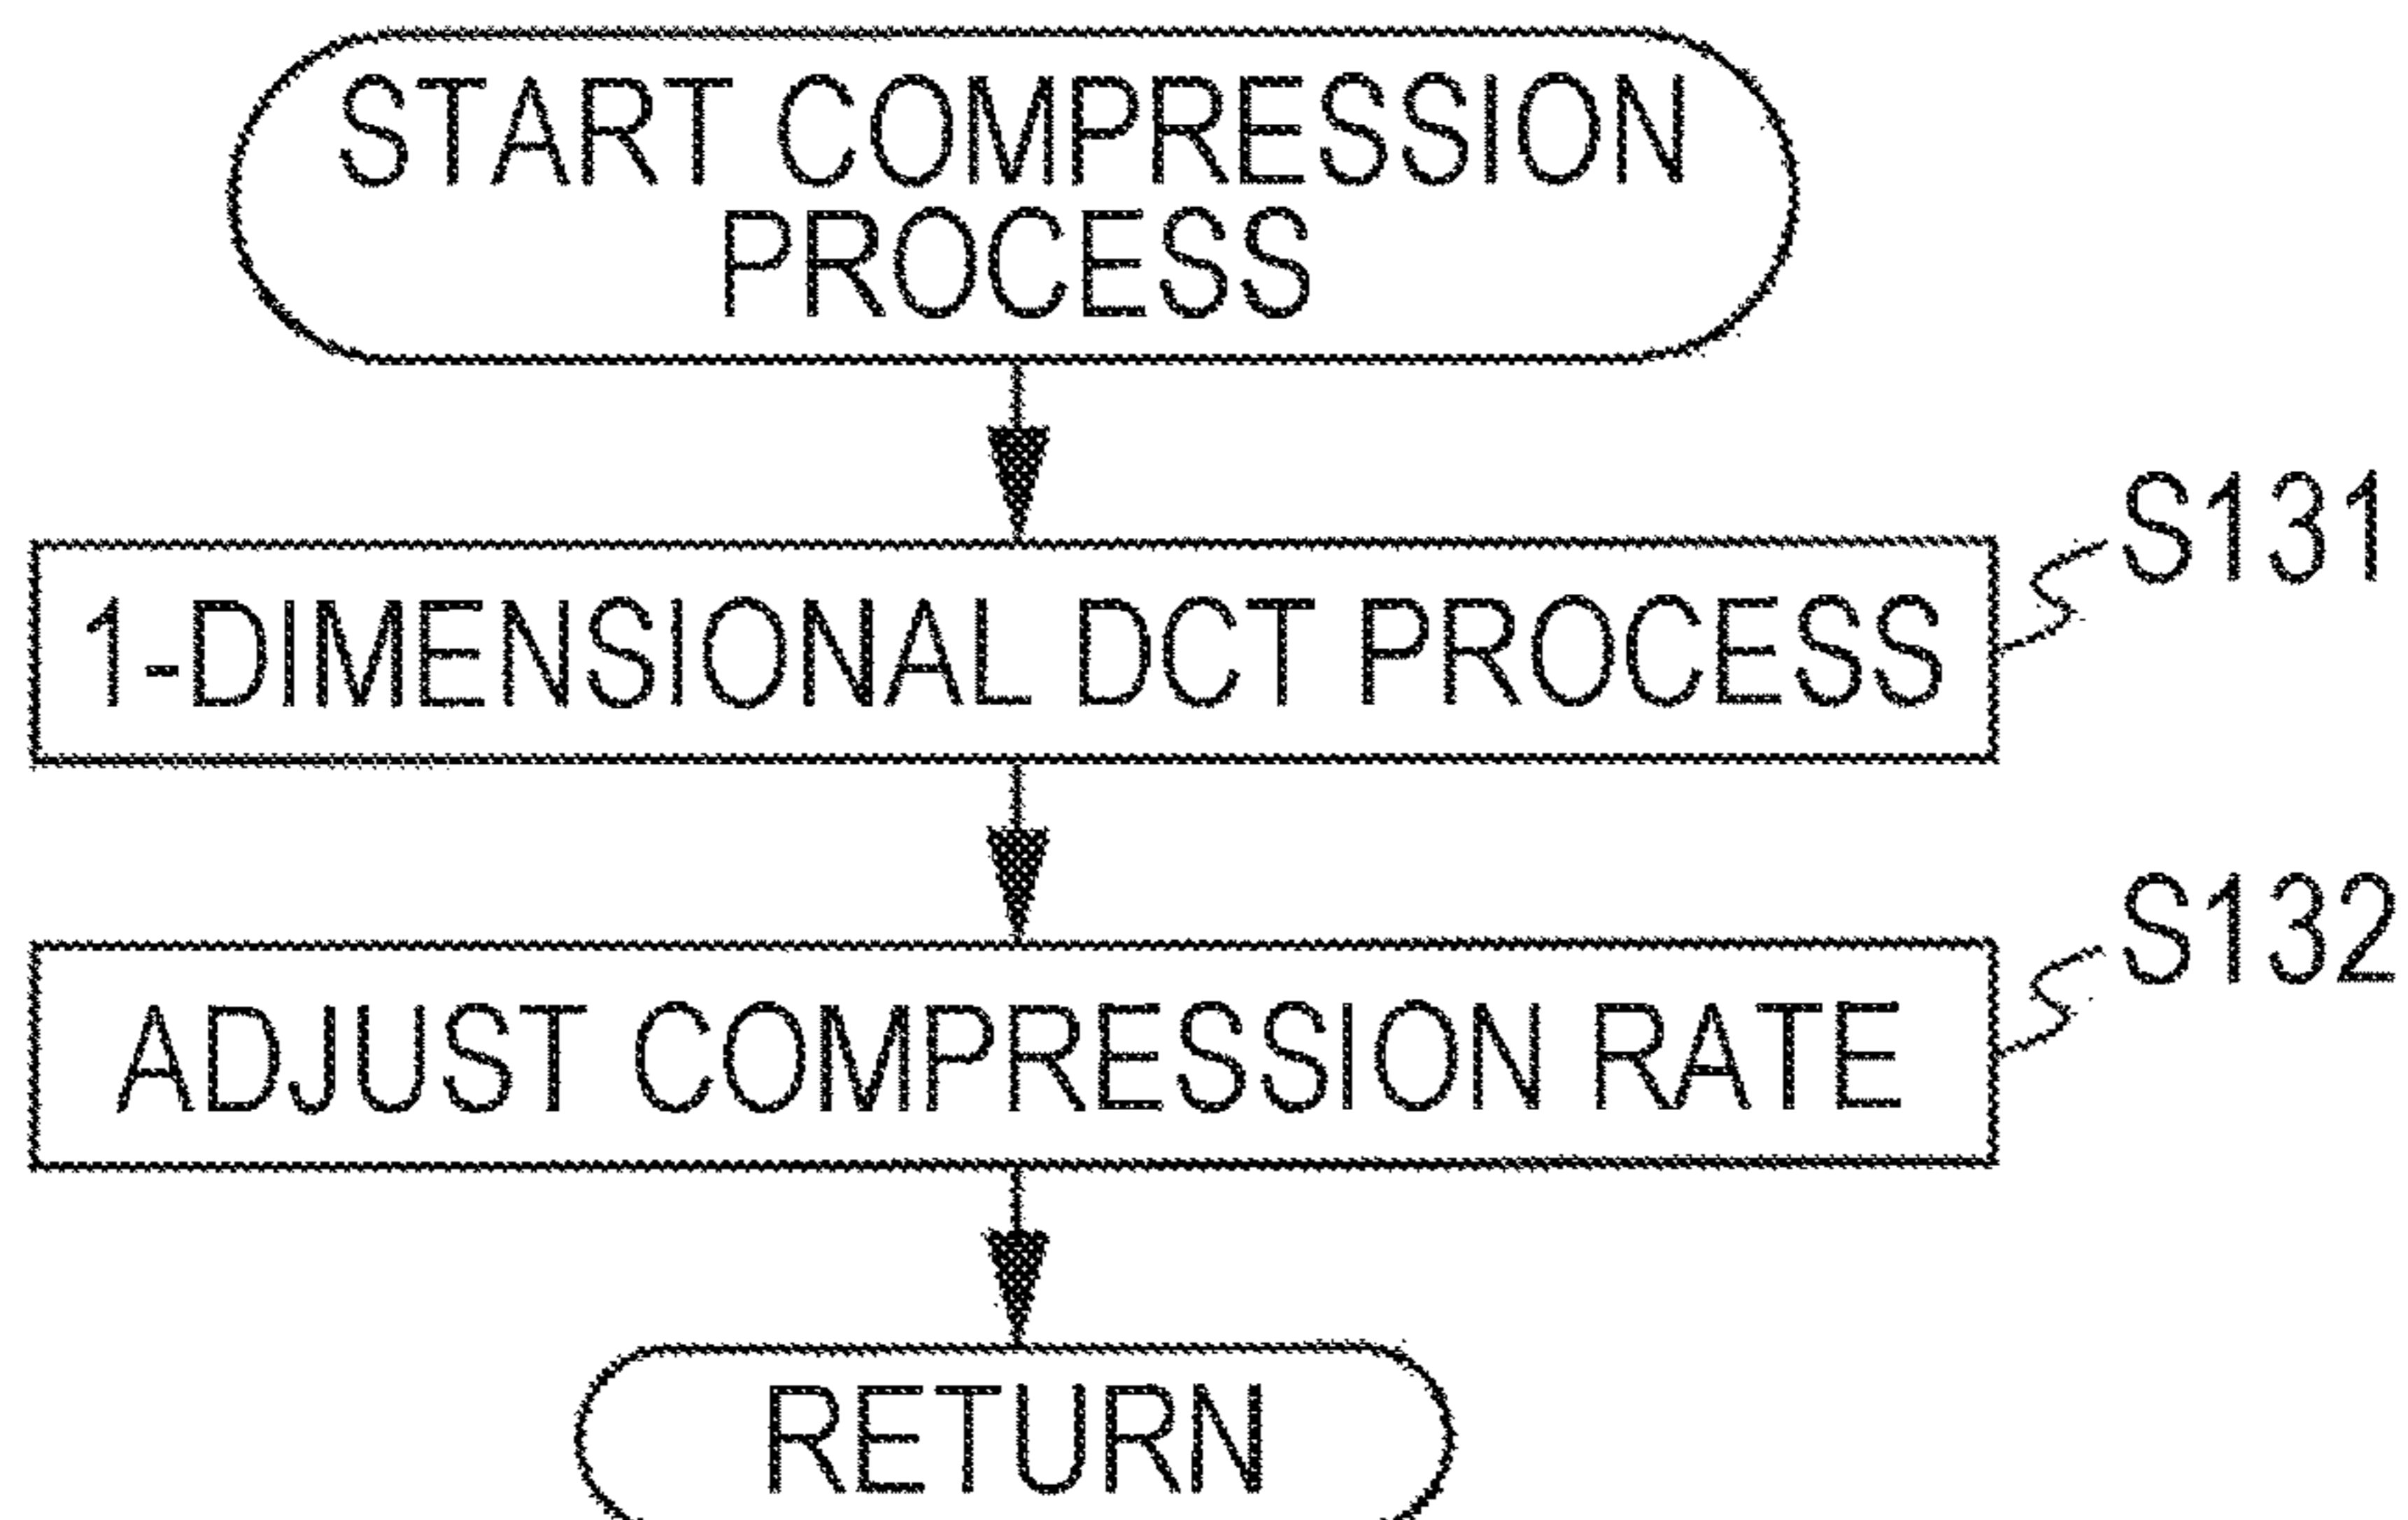 START COMPRESSION
PROCESS
S131
1-DIMENSIONAL DCT PROCESS
S132
ADJUST COMPRESSION RATE
RETURN